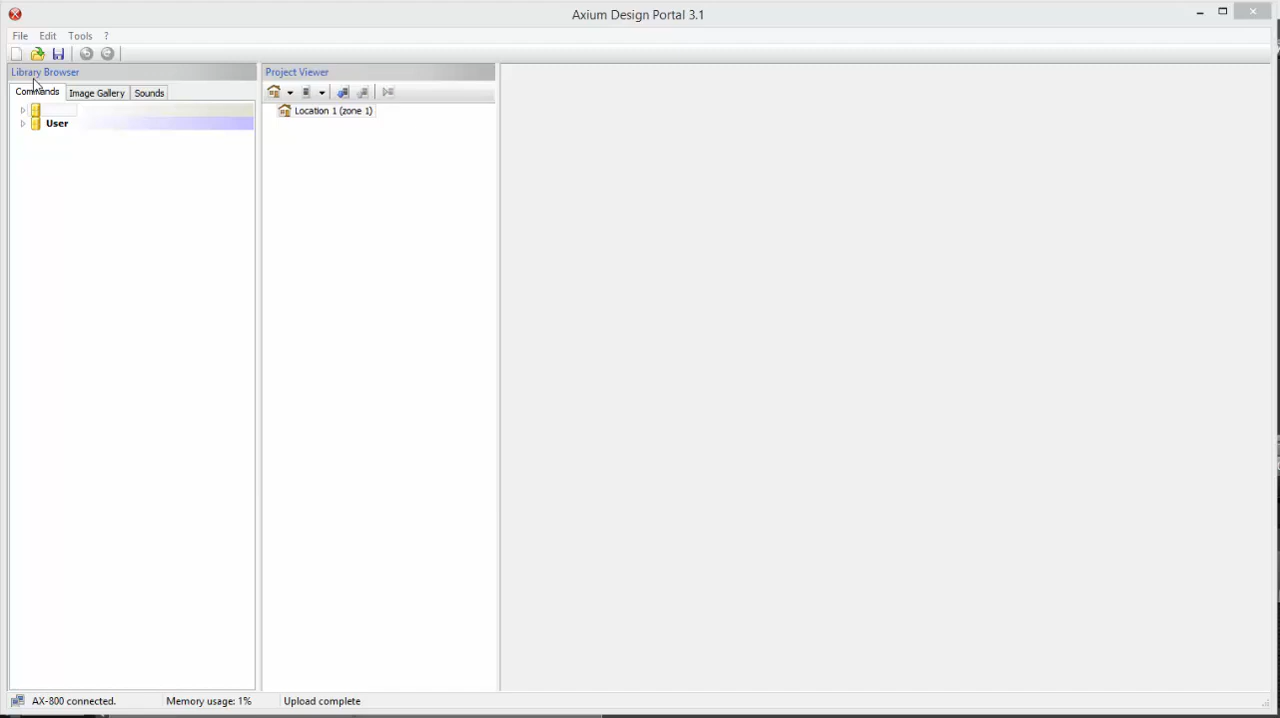 Axium Design Portal 3.1
File Edit Tools ?
Library Browser
Project Viewer
Commands Image Gallery Sounds
Location 1 (zone 1)
User
AX-800 connected. Memory usage: 1% Upload complete